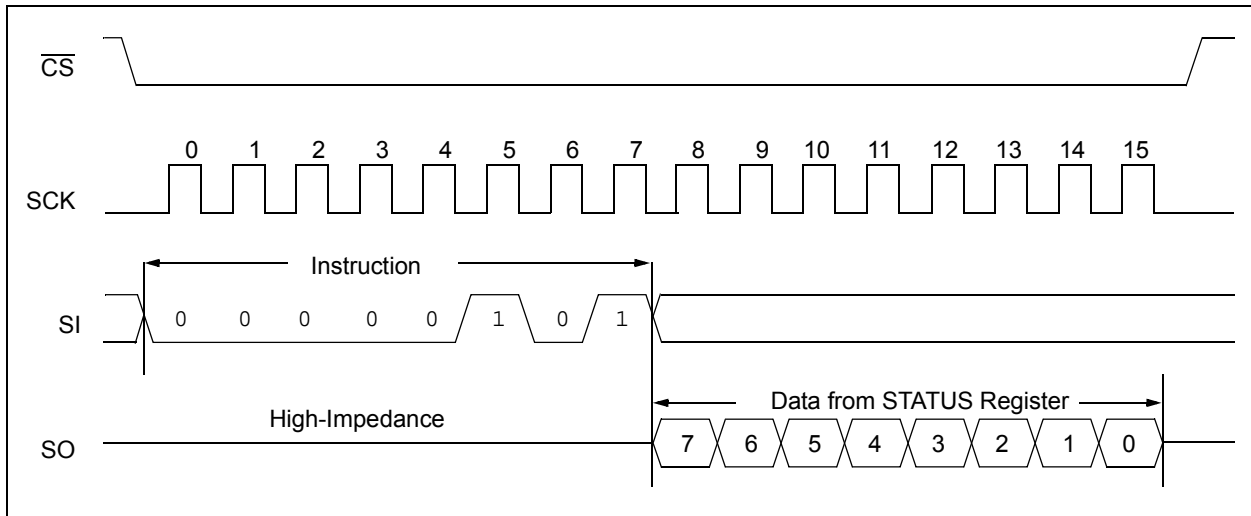 CS
0 1 2 3 4 5 6 7 8 9 10 11 12 13 14 15
SCK
Instruction
SI 0 0 0 0 0 1 0 1
Data from STATUS Register
High-Impedance
SO 7 6 5 4 3 2 1 0